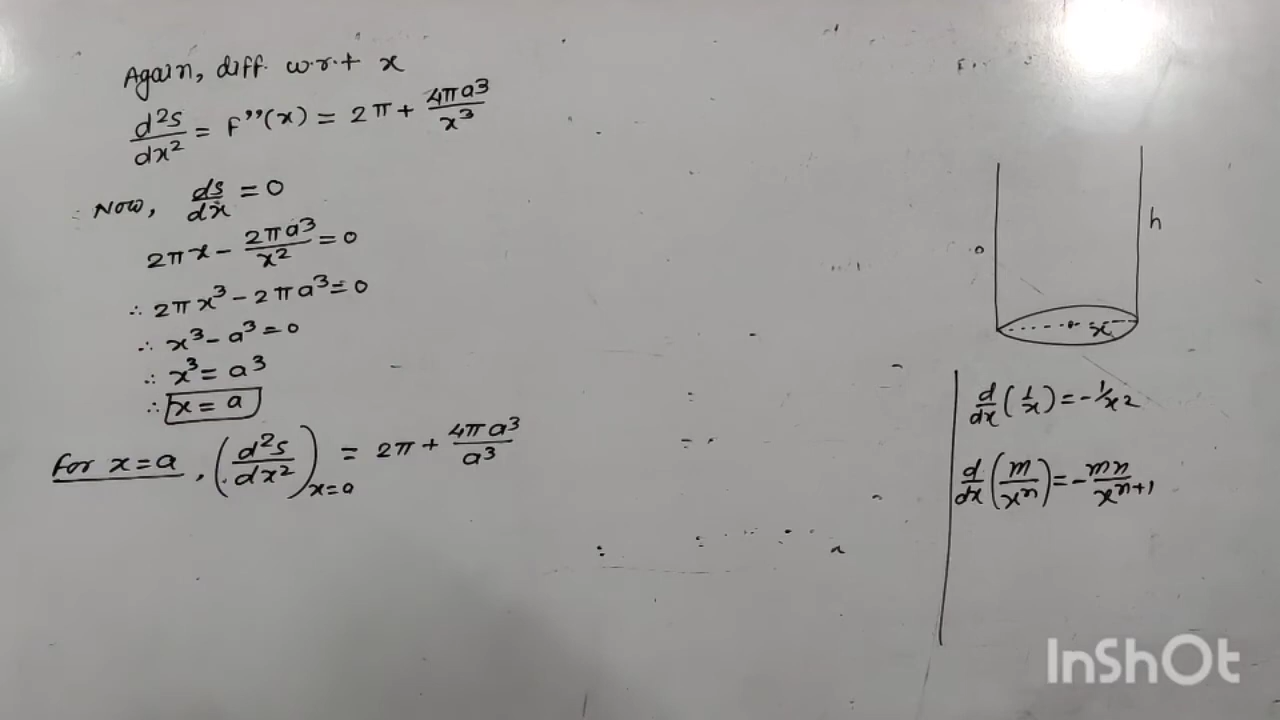 Again, diff. w.r.t x
d²s/dx² = f''(x) = 2π + 4πa³/x³
Now, ds/dx = 0
2πx - 2πa³/x² = 0
∴ 2πx³ - 2πa³ = 0
∴ x³ - a³ = 0
∴ x³ = a³
∴ x = a
For x = a, (d²s/dx²)x=a = 2π + 4πa³/a³
h
x
d/dx (1/x) = -1/x²
d/dx (m/xⁿ) = - mn/xⁿ⁺¹
InShOt